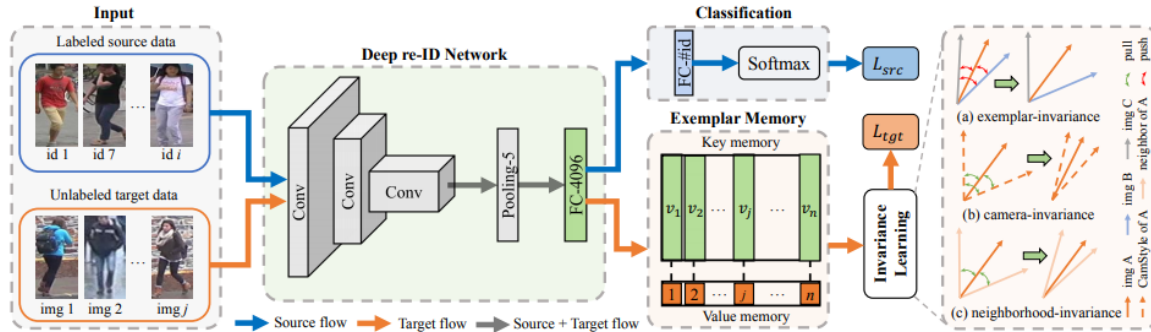 Input
Labeled source data
id 1 id 7 ... id i
Unlabeled target data
img 1 img 2 img j
Deep re-ID Network
Conv
Conv
Conv
Pooling-5
FC-4096
Source flow
Target flow
Source + Target flow
Classification
FC-#id
Softmax
L_src
Exemplar Memory
Key memory
v_1 v_2 ... v_j ... v_n
1 2 ... j ... n
Value memory
Invariance
Learning
L_tgt
(a) exemplar-invariance
(b) camera-invariance
(c) neighborhood-invariance
img A
img B
img C
pull
CamStyle of A
neighbor of A
push